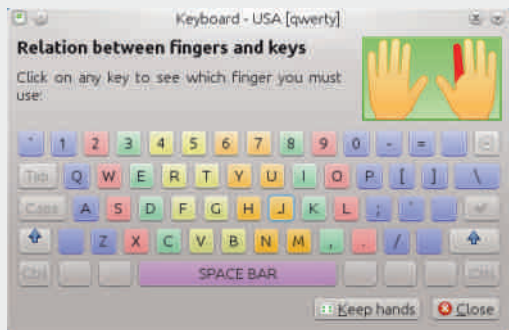 Keyboard - USA [qwerty]
Relation between fingers and keys
Click on any key to see which finger you must
use:
` 1 2 3 4 5 6 7 8 9 0 - =
Tab Q W E R T Y U I O P [ ] \
Caps A S D F G H J K L ; '
Z X C V B N M , . /
Ctrl SPACE BAR Ctrl
Keep hands Close